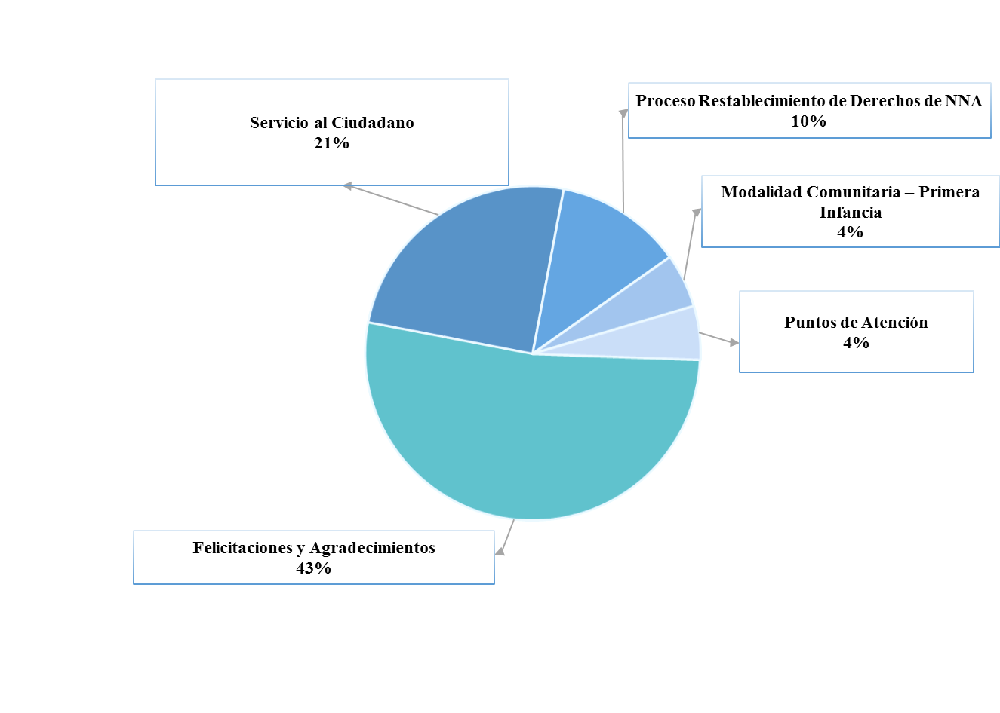 Servicio al Ciudadano
21%
Proceso Restablecimiento de Derechos de NNA
10%
Modalidad Comunitaria – Primera
Infancia
4%
Puntos de Atención
4%
Felicitaciones y Agradecimientos
43%